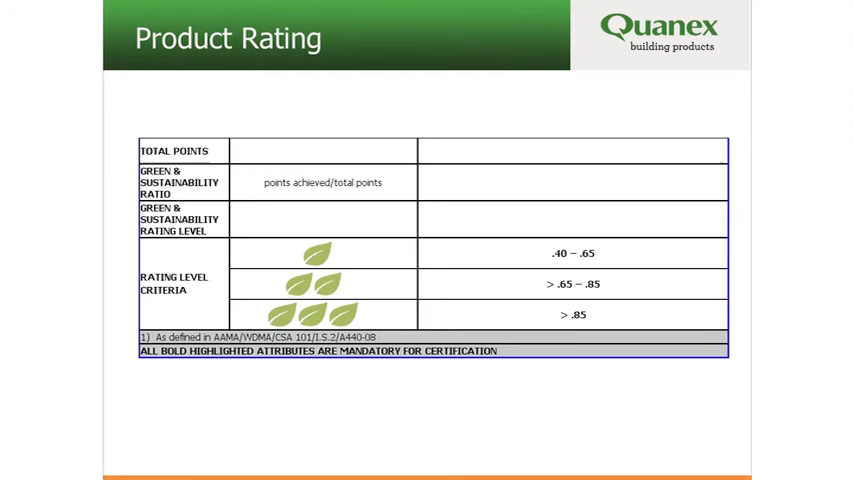 Product Rating
Quanex
building products
TOTAL POINTS
GREEN &
SUSTAINABILITY
RATIO
points achieved/total points
GREEN &
SUSTAINABILITY
RATING LEVEL
RATING LEVEL
CRITERIA
.40 – .65
> .65 – .85
> .85
1) As defined in AAMA/WDMA/CSA 101/I.S.2/A440-08
ALL BOLD HIGHLIGHTED ATTRIBUTES ARE MANDATORY FOR CERTIFICATION